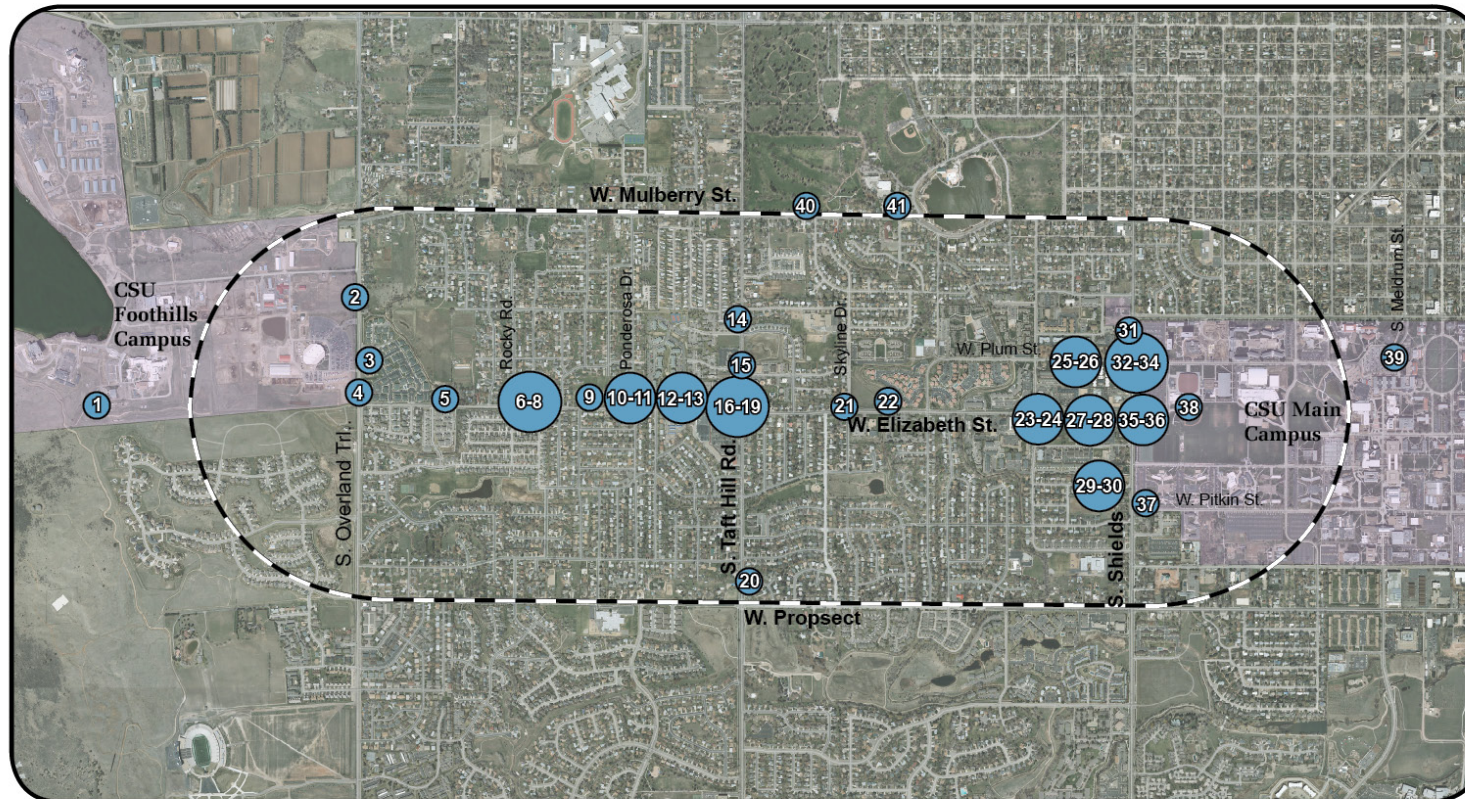 W. Mulberry St.
40
41
S. Meldrum St.
CSU
Foothills
Campus
2
Rocky Rd
Ponderosa Dr.
14
Skyline Dr.
31
W. Plum St.
25-26
32-34
39
3
15
1
4
5
6-8
9
10-11
12-13
16-19
21
22
W. Elizabeth St.
23-24
27-28
35-36
38
CSU Main
Campus
S. Overland Trl..
S. Taft Hill Rd.
29-30
37
W. Pitkin St.
S. Shields
20
W. Propsect